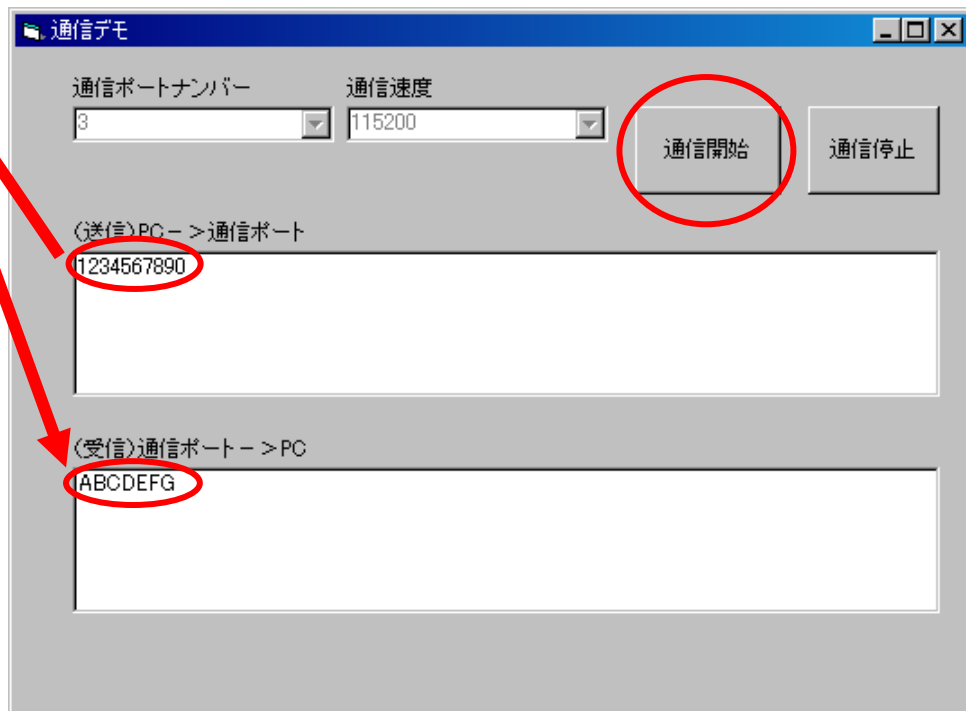 通信デモ
通信ポートナンバー 通信速度
3 115200 通信開始 通信停止
(送信)PC－＞通信ポート
1234567890
(受信)通信ポート－＞PC
ABCDEFG